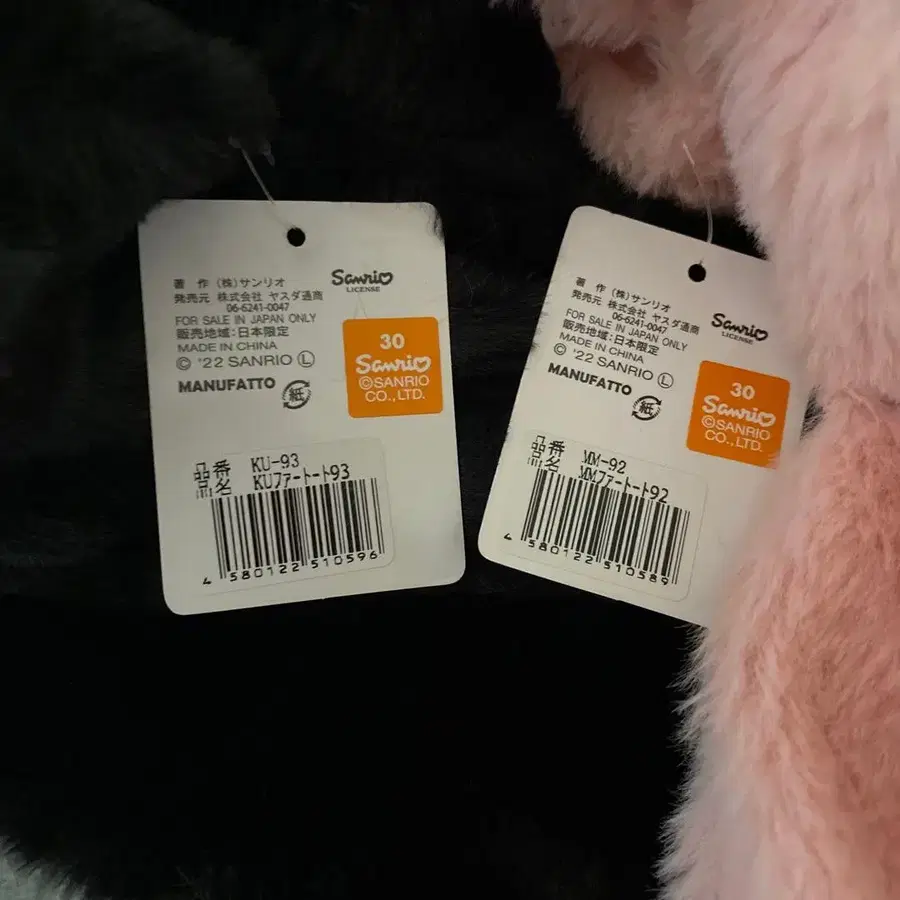 著 作 (株)サンリオ
発売元 株式会社 ヤスダ通商
06-6241-0047
FOR SALE IN JAPAN ONLY
販売地域:日本限定
MADE IN CHINA
© '22 SANRIO Ⓛ
MANUFATTO
紙
Sanrio
LICENSE
30
Sanrio
©SANRIO
CO., LTD.
品番 KU-93
品名 KUファートート93
4 580122 510596
著 作 (株)サンリオ
発売元 株式会社 ヤスダ通商
06-6241-0047
FOR SALE IN JAPAN ONLY
販売地域:日本限定
MADE IN CHINA
© '22 SANRIO Ⓛ
MANUFATTO
紙
Sanrio
LICENSE
30
Sanrio
©SANRIO
CO., LTD.
品番 MM-92
品名 MMファートート92
4 580122 510589